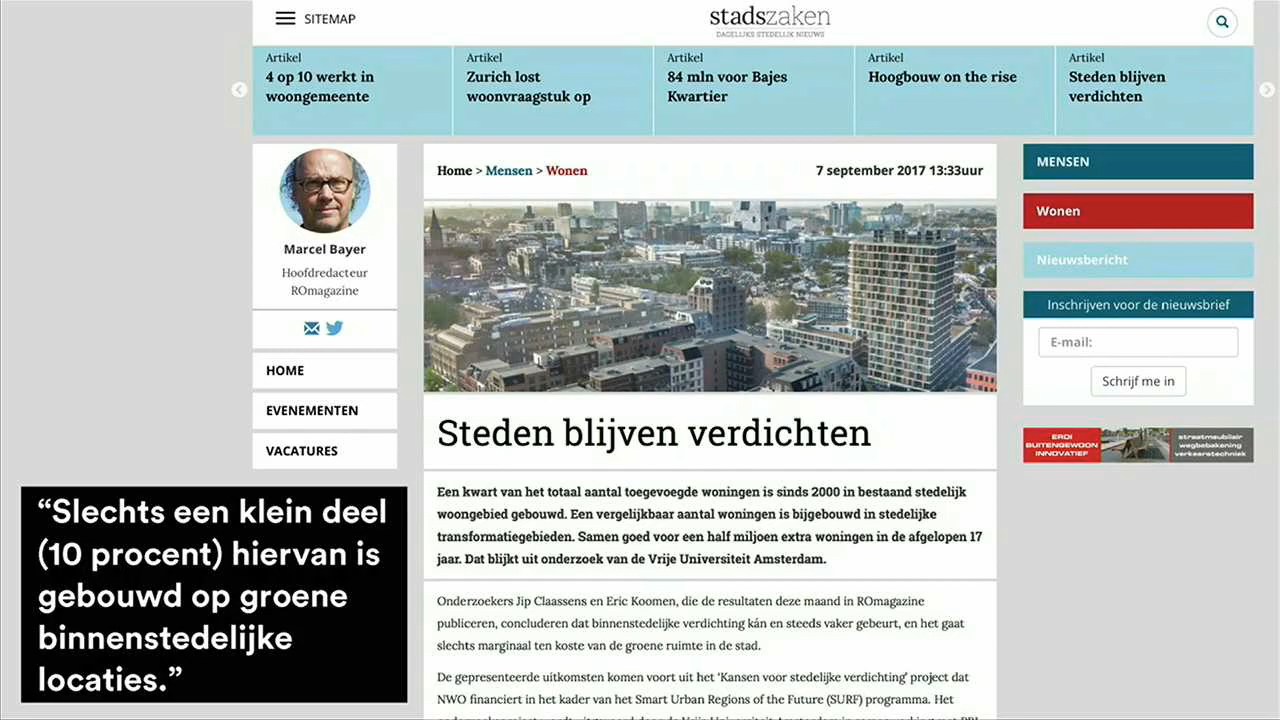 SITEMAP
stadszaken
DAGELIJKS STEDELIJK NIEUWS
Artikel
4 op 10 werkt in
woongemeente
Artikel
Zurich lost
woonvraagstuk op
Artikel
84 mln voor Bajes
Kwartier
Artikel
Hoogbouw on the rise
Artikel
Steden blijven
verdichten
Marcel Bayer
Hoofdredacteur
ROmagazine
HOME
EVENEMENTEN
VACATURES
“Slechts een klein deel
(10 procent) hiervan is
gebouwd op groene
binnenstedelijke
locaties.”
Home > Mensen > Wonen
7 september 2017 13:33uur
Steden blijven verdichten
Een kwart van het totaal aantal toegevoegde woningen is sinds 2000 in bestaand stedelijk
woongebied gebouwd. Een vergelijkbaar aantal woningen is bijgebouwd in stedelijke
transformatiegebieden. Samen goed voor een half miljoen extra woningen in de afgelopen 17
jaar. Dat blijkt uit onderzoek van de Vrije Universiteit Amsterdam.
Onderzoekers Jip Claassens en Eric Koomen, die de resultaten deze maand in ROmagazine
publiceren, concluderen dat binnenstedelijke verdichting kán en steeds vaker gebeurt, en het gaat
slechts marginaal ten koste van de groene ruimte in de stad.
De gepresenteerde uitkomsten komen voort uit het 'Kansen voor stedelijke verdichting' project dat
NWO financiert in het kader van het Smart Urban Regions of the Future (SURF) programma. Het
MENSEN
Wonen
Nieuwsbericht
Inschrijven voor de nieuwsbrief
E-mail:
Schrijf me in
ERDI
BUITENGEWOON
INNOVATIEF
straatmeubilair
wegbebakening
verkeerstechniek